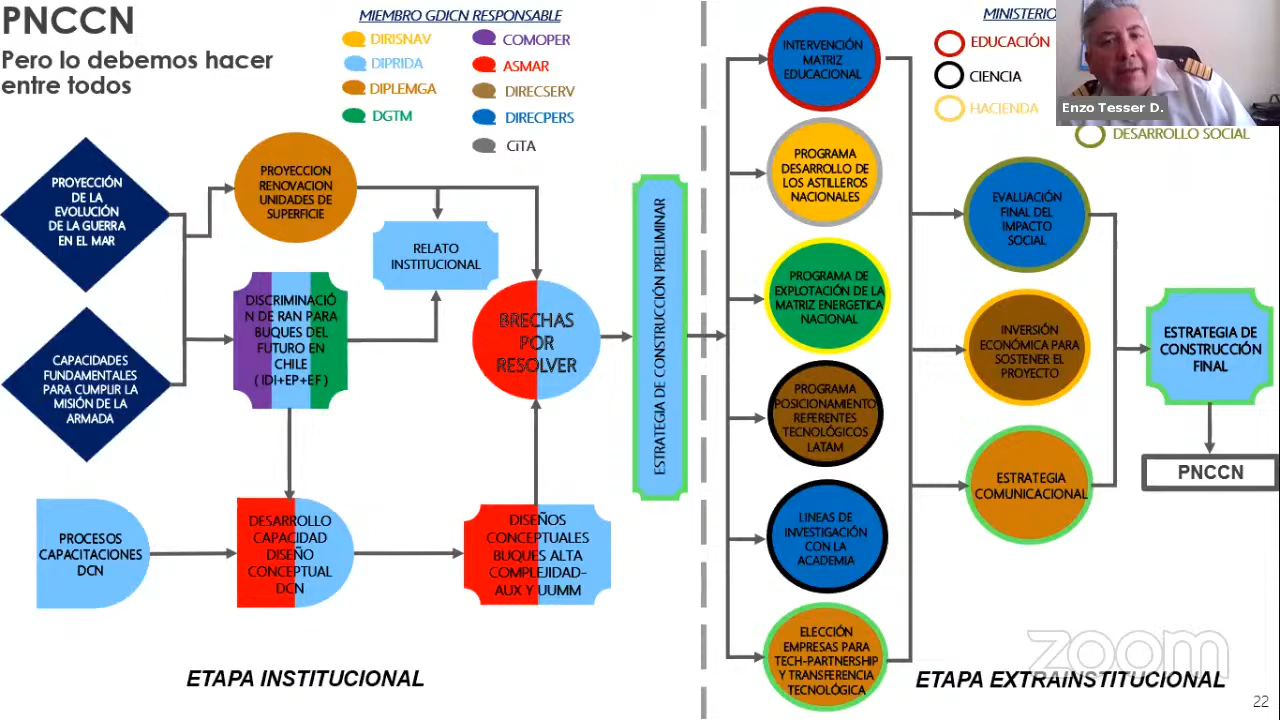 PNCCN
Pero lo debemos hacer
entre todos
MIEMBRO GDICN RESPONSABLE
DIRISNAV
DIPRIDA
DIPLEMGA
DGTM
COMOPER
ASMAR
DIRECSERV
DIRECPERS
CITA
MINISTERIO
EDUCACIÓN
CIENCIA
HACIENDA
DESARROLLO SOCIAL
Enzo Tesser D.
PROYECCIÓN
DE LA
EVOLUCIÓN
DE LA GUERRA
EN EL MAR
CAPACIDADES
FUNDAMENTALES
PARA CUMPLIR LA
MISIÓN DE LA
ARMADA
PROCESOS
CAPACITACIONES
DCN
PROYECCION
RENOVACION
UNIDADES DE
SUPERFICIE
DISCRIMINACIÓ
N DE RAN PARA
BUQUES DEL
FUTURO EN
CHILE
( IDI+EP+EF )
DESARROLLO
CAPACIDAD
DISEÑO
CONCEPTUAL
DCN
RELATO
INSTITUCIONAL
BRECHAS
POR
RESOLVER
DISEÑOS
CONCEPTUALES
BUQUES ALTA
COMPLEJIDAD-
AUX Y UUMM
ESTRATEGIA DE CONSTRUCCIÓN PRELIMINAR
INTERVENCIÓN
MATRIZ
EDUCACIONAL
PROGRAMA
DESARROLLO DE
LOS ASTILLEROS
NACIONALES
PROGRAMA DE
EXPLOTACIÓN DE LA
MATRIZ ENERGETICA
NACIONAL
PROGRAMA
POSICIONAMIENTO
REFERENTES
TECNOLÓGICOS
LATAM
LINEAS DE
INVESTIGACIÓN
CON LA
ACADEMIA
ELECCIÓN
EMPRESAS PARA
TECH-PARTNERSHIP
Y TRANSFERENCIA
TECNOLÓGICA
EVALUACIÓN
FINAL DEL
IMPACTO
SOCIAL
INVERSIÓN
ECONÓMICA PARA
SOSTENER EL
PROYECTO
ESTRATEGIA
COMUNICACIONAL
ESTRATEGIA DE
CONSTRUCCIÓN
FINAL
PNCCN
ETAPA INSTITUCIONAL
ETAPA EXTRAINSTITUCIONAL
zoom
22